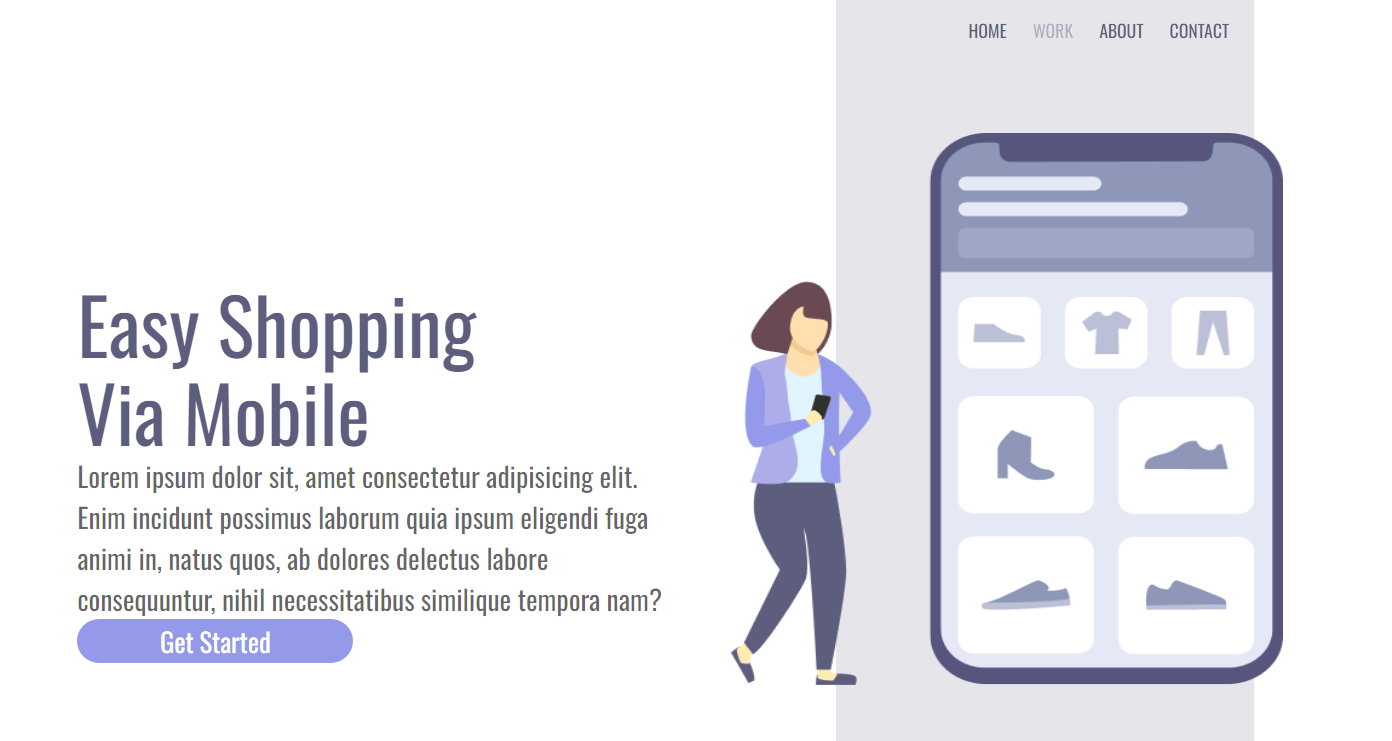 HOME WORK ABOUT CONTACT
Easy Shopping
Via Mobile
Lorem ipsum dolor sit, amet consectetur adipisicing elit.
Enim incidunt possimus laborum quia ipsum eligendi fuga
animi in, natus quos, ab dolores delectus labore
consequuntur, nihil necessitatibus similique tempora nam?
Get Started